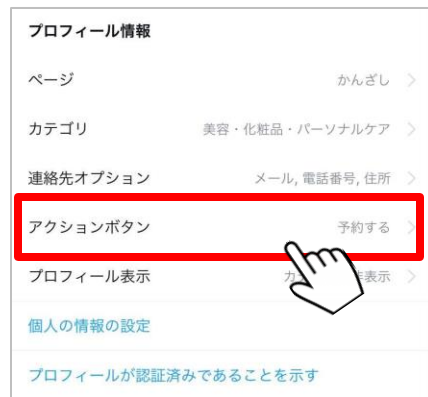 プロフィール情報
ページ かんざし
カテゴリ 美容・化粧品・パーソナルケア
連絡先オプション メール, 電話番号, 住所
アクションボタン 予約する
プロフィール表示 表示
個人の情報の設定
プロフィールが認証済みであることを示す